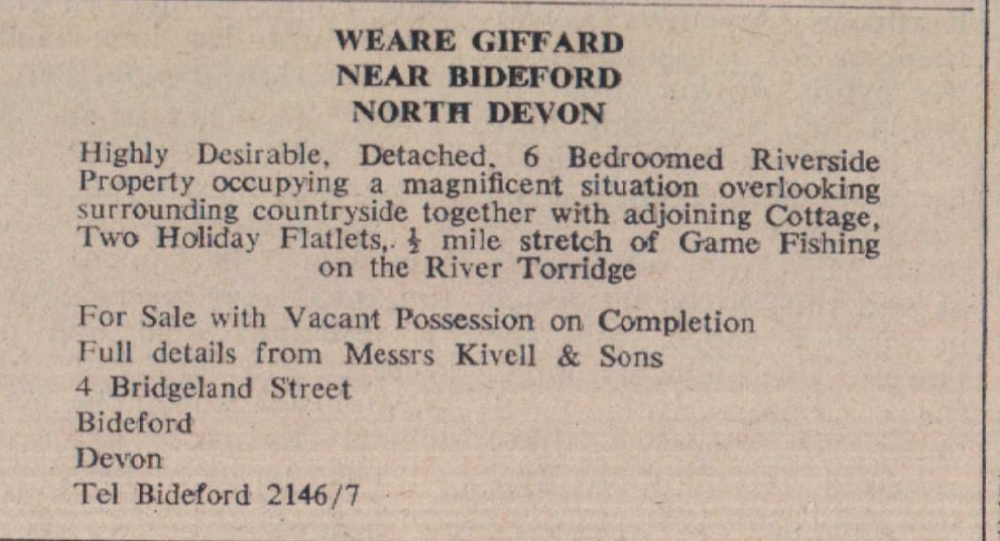 WEARE GIFFARD
NEAR BIDEFORD
NORTH DEVON
Highly Desirable, Detached, 6 Bedroomed Riverside
Property occupying a magnificent situation overlooking
surrounding countryside together with adjoining Cottage,
Two Holiday Flatlets,. ½ mile stretch of Game Fishing
on the River Torridge
For Sale with Vacant Possession on Completion
Full details from Messrs Kivell & Sons
4 Bridgeland Street
Bideford
Devon
Tel Bideford 2146/7